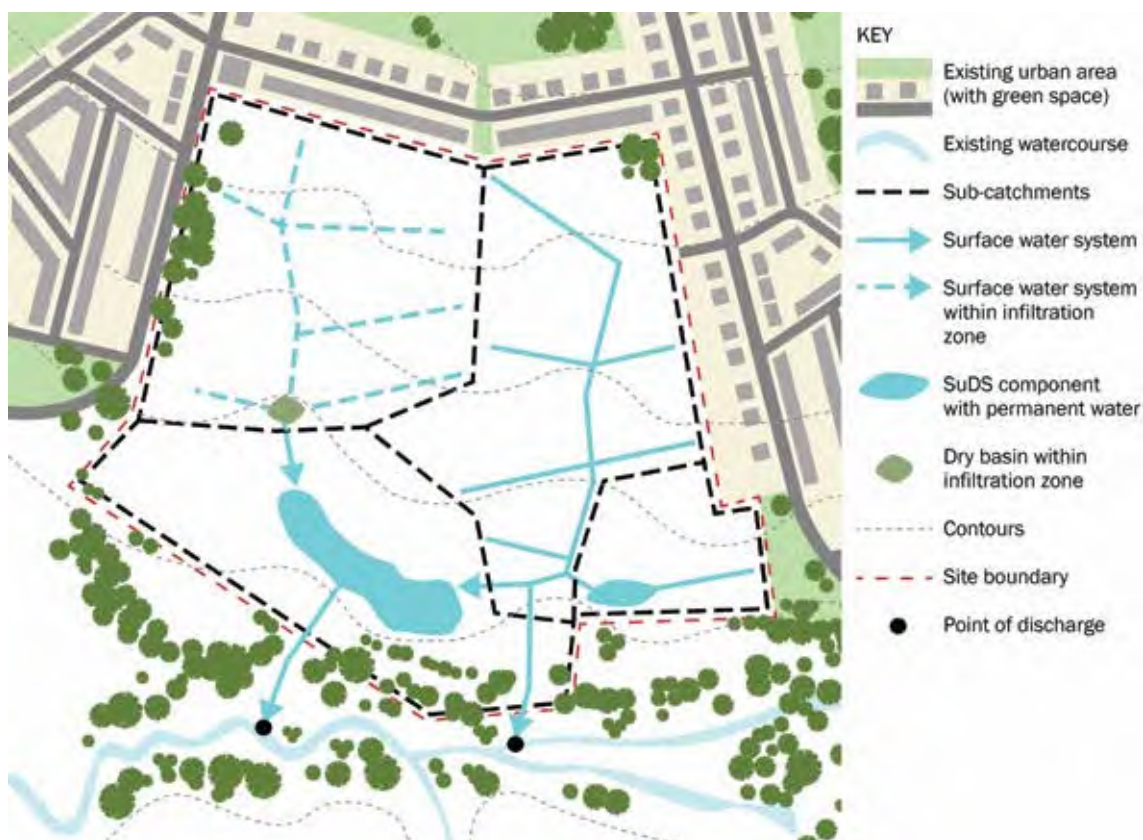 KEY
Existing urban area
(with green space)
Existing watercourse
Sub-catchments
Surface water system
Surface water system
within infiltration
zone
SuDS component
with permanent water
Dry basin within
infiltration zone
Contours
Site boundary
Point of discharge